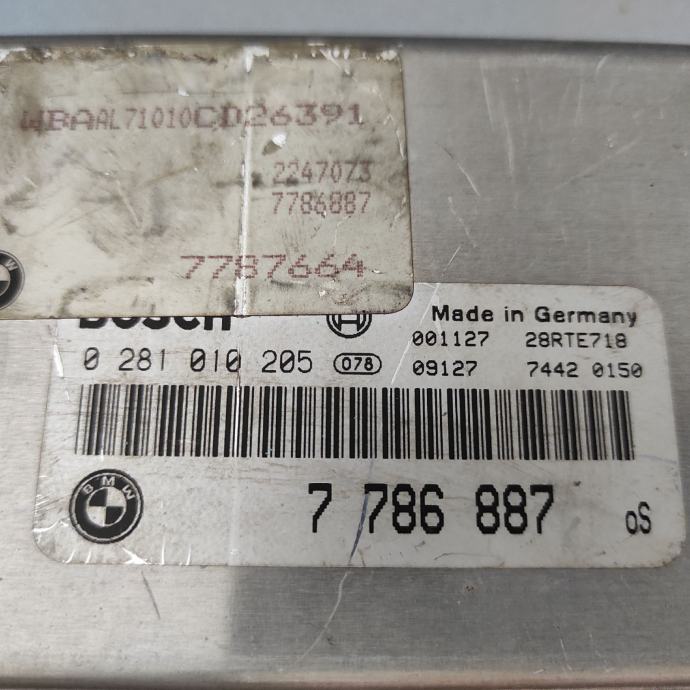 WBAAL71010CD26391
2247073
7786887
7787664
BOSCH
Made in Germany
001127 28RTE718
0 281 010 205 078 09127 7442 0150
BMW
7 786 887 oS